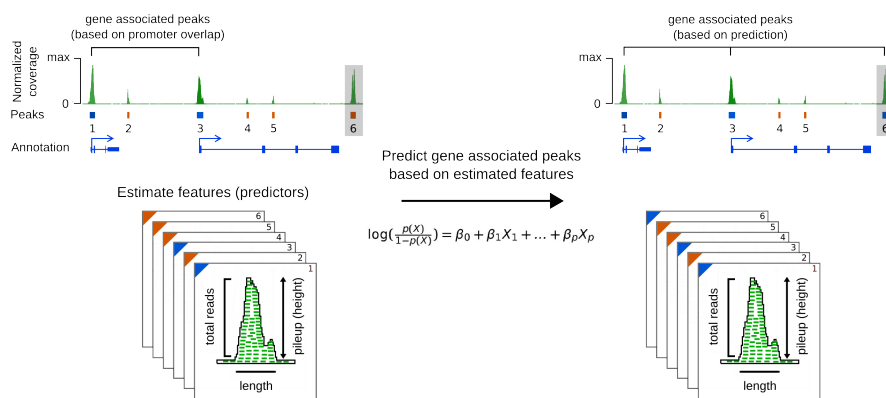 gene associated peaks
(based on promoter overlap)
Normalized
coverage
max
0
Peaks
1 2 3 4 5 6
Annotation
Estimate features (predictors)
6
5
4
3
2
1
total reads
pileup (height)
length
Predict gene associated peaks
based on estimated features
log(p(X)/1−p(X)) = β0 + β1X1 + ... + βpXp
gene associated peaks
(based on prediction)
max
0
1 2 3 4 5 6
6
5
4
3
2
1
total reads
pileup (height)
length